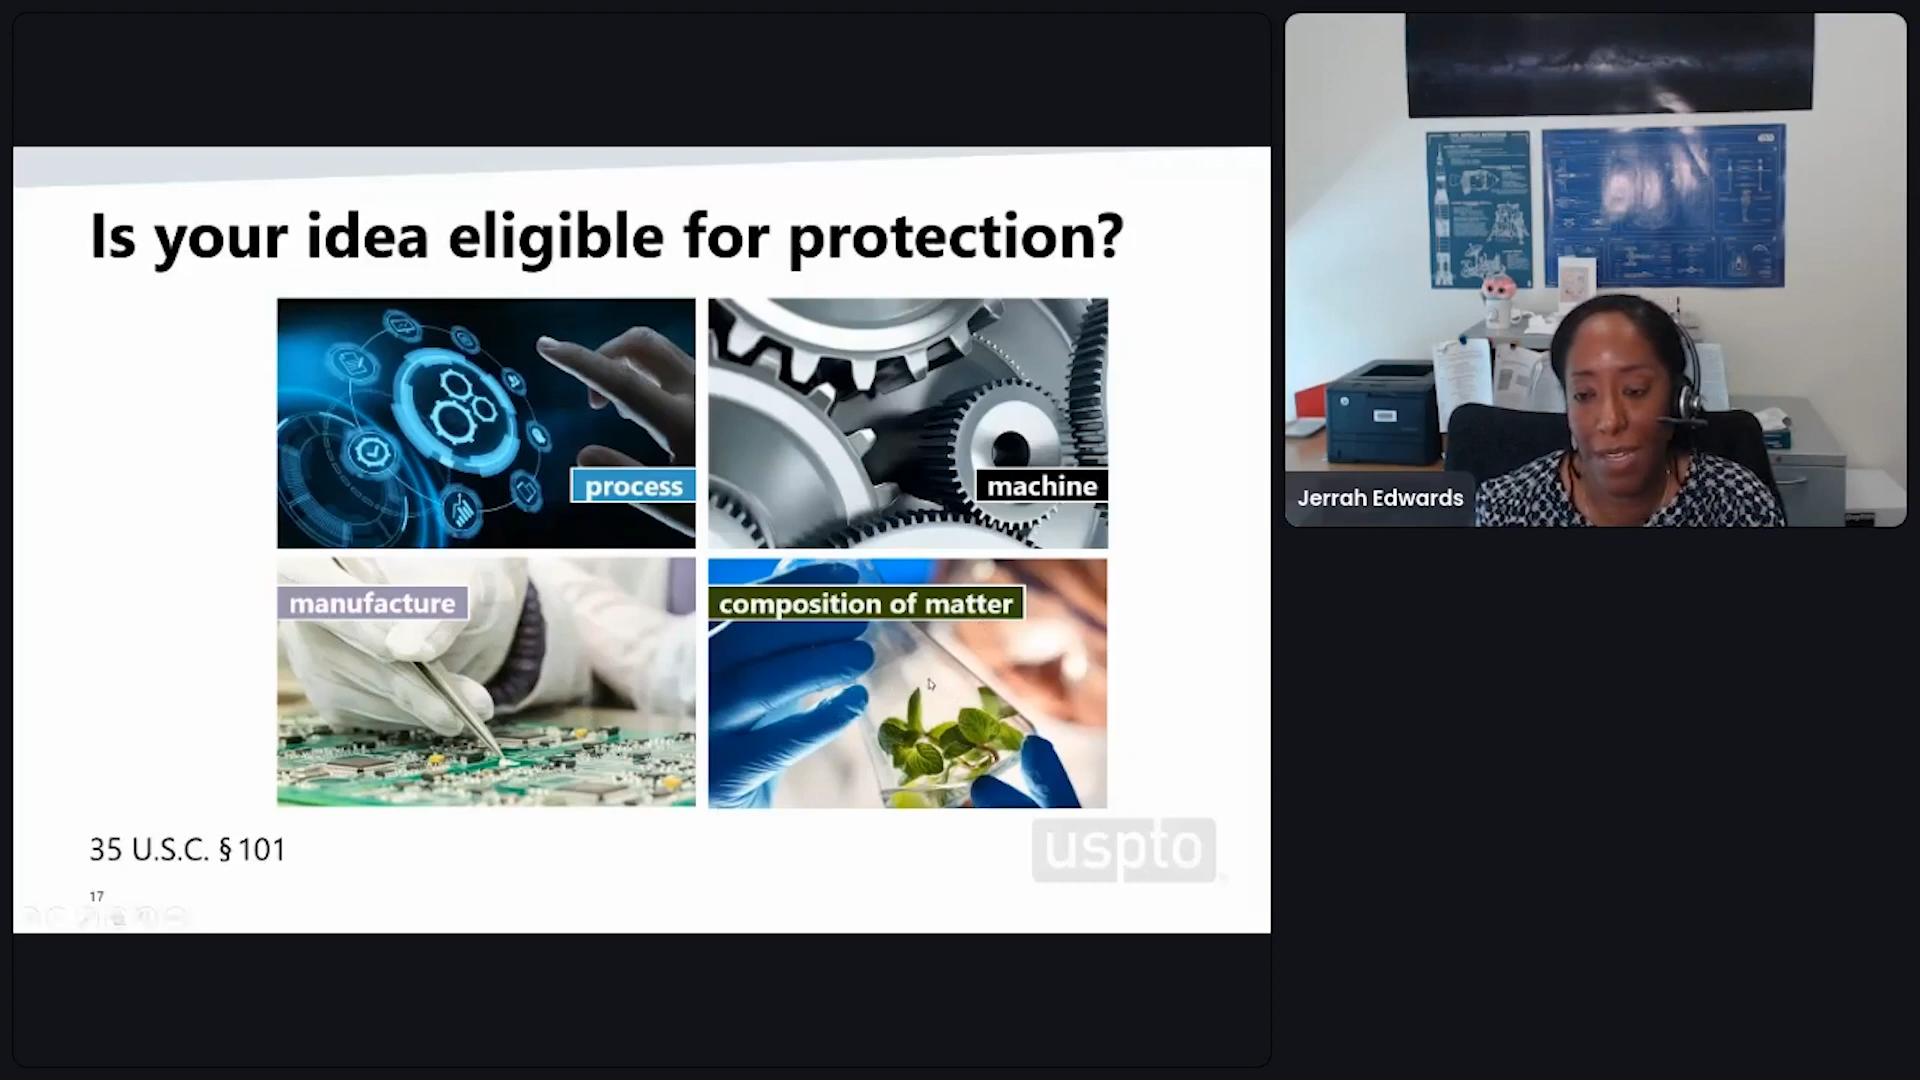 Is your idea eligible for protection?
process
machine
manufacture
composition of matter
35 U.S.C. § 101
17
uspto
Jerrah Edwards